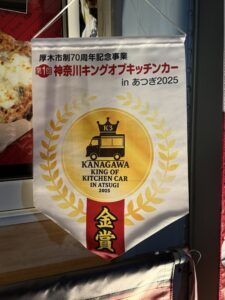 厚木市制70周年記念事業
第1回 神奈川キングオブキッチンカー
in あつぎ2025
K3
KANAGAWA
KING OF
KITCHEN CAR
IN ATSUGI
2025
金賞